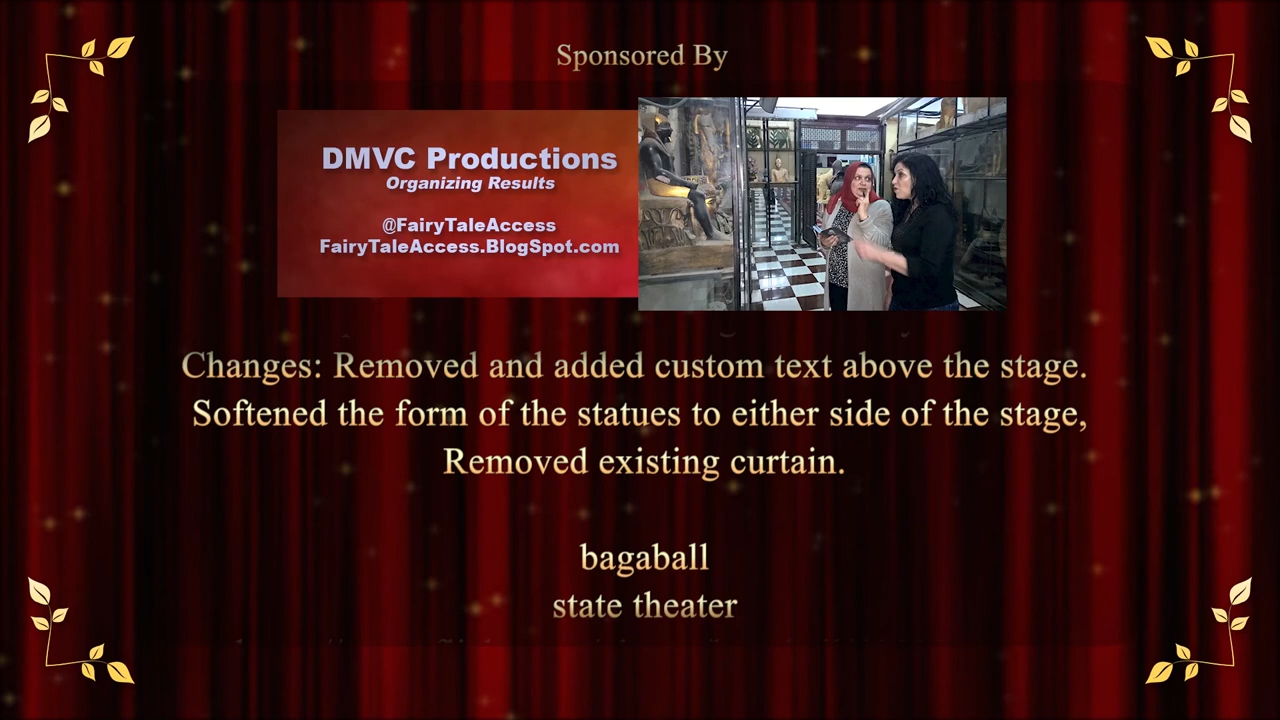 Sponsored By
DMVC Productions
Organizing Results
@FairyTaleAccess
FairyTaleAccess.BlogSpot.com
Changes: Removed and added custom text above the stage.
Softened the form of the statues to either side of the stage,
Removed existing curtain.
bagaball
state theater